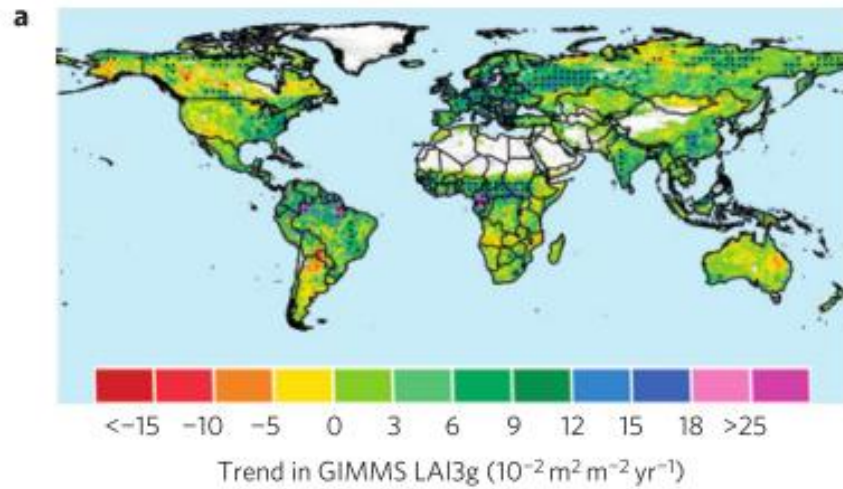 a
<−15 −10 −5 0 3 6 9 12 15 18 >25
Trend in GIMMS LAI3g (10⁻² m² m⁻² yr⁻¹)